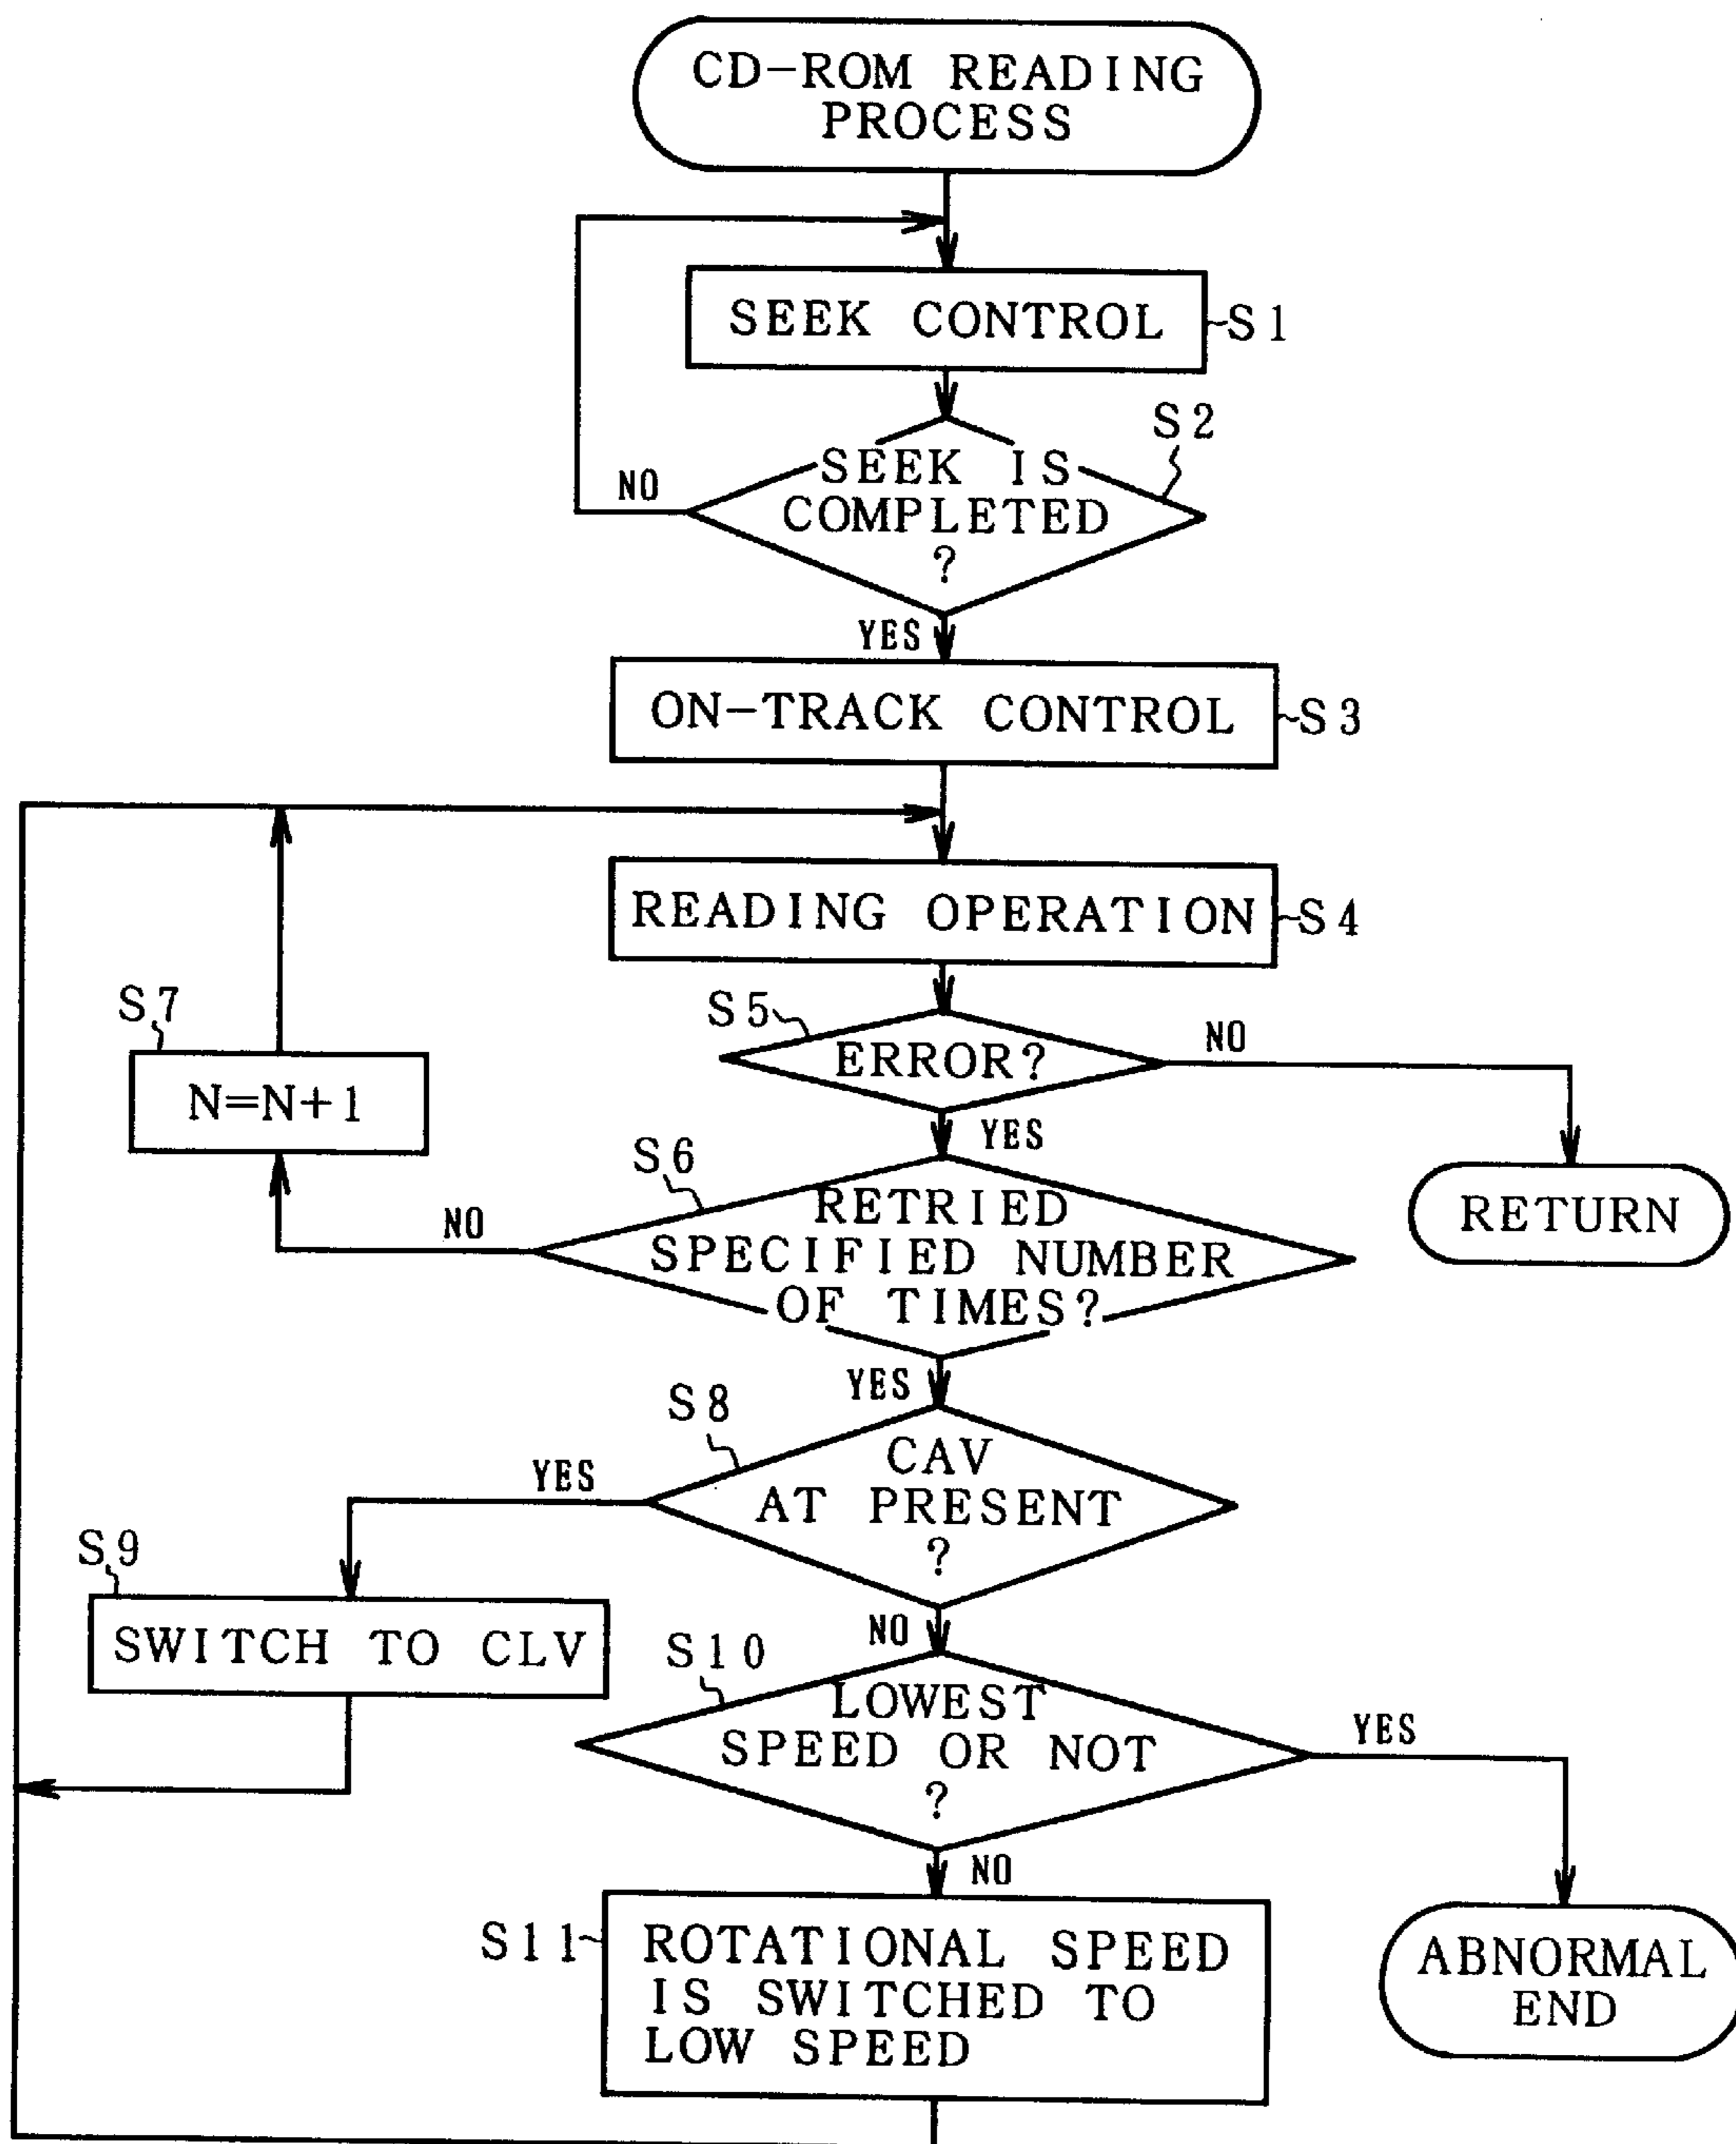 CD-ROM READING
PROCESS
SEEK CONTROL
S1
S2
SEEK IS
COMPLETED
?
NO
YES
ON-TRACK CONTROL
S3
READING OPERATION
S4
S5
ERROR?
NO
S7
N=N+1
YES
S6
RETRIED
SPECIFIED NUMBER
OF TIMES?
NO
RETURN
YES
S8
CAV
AT PRESENT
?
YES
S9
SWITCH TO CLV
NO
S10
LOWEST
SPEED OR NOT
?
YES
NO
S11
ROTATIONAL SPEED
IS SWITCHED TO
LOW SPEED
ABNORMAL
END